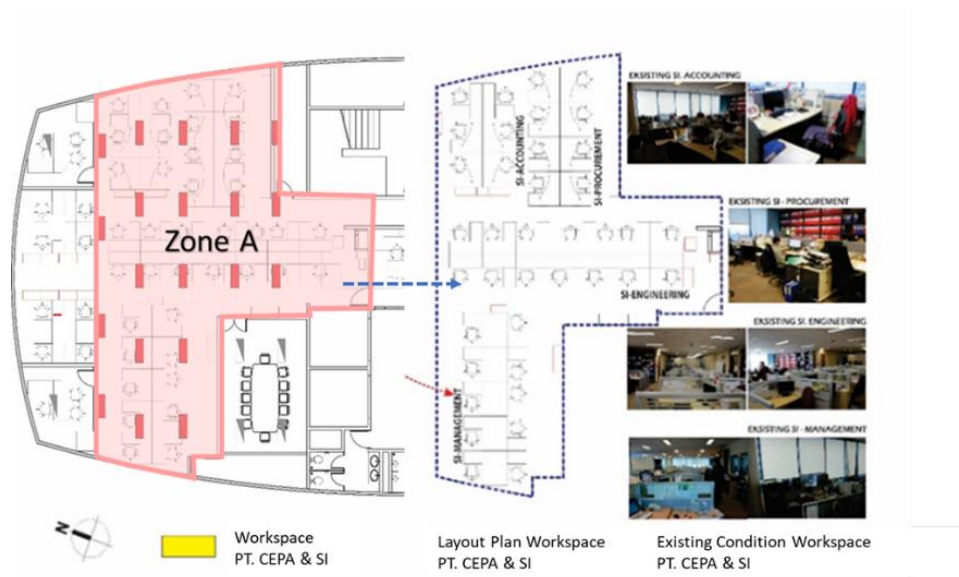 Zone A
N
Workspace
PT. CEPA & SI
SI-ACCOUNTING
SI-PROCUREMENT
SI-ENGINEERING
SI-MANAGEMENT
Layout Plan Workspace
PT. CEPA & SI
EKSISTING SI. ACCOUNTING
EKSISTING SI - PROCUREMENT
EKSISTING SI. ENGINEERING
EKSISTING SI - MANAGEMENT
Existing Condition Workspace
PT. CEPA & SI